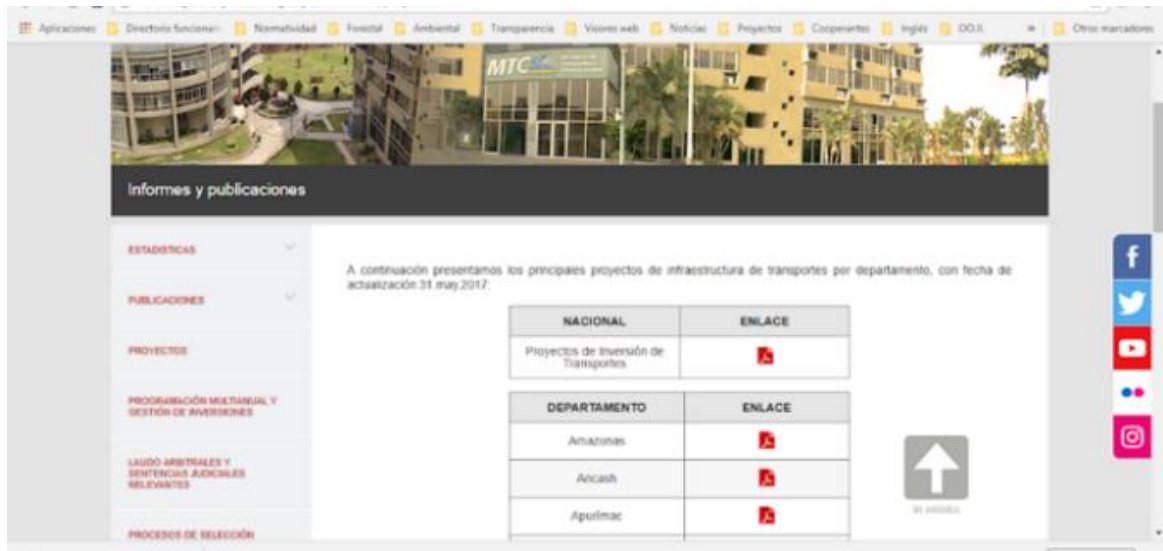 Aplicaciones Directorio funcionari Normatividad Forestal Ambiental Transparencia Visores web Noticias Proyectos Cooperantes Inglés OO.II. » Otros marcadores
MTC
Informes y publicaciones
ESTADISTICAS
PUBLICACIONES
PROYECTOS
PROGRAMACIÓN MULTIANUAL Y
GESTIÓN DE INVERSIONES
LAUDO ARBITRALES Y
SENTENCIAS JUDICIALES
RELEVANTES
PROCESOS DE SELECCIÓN
A continuación presentamos los principales proyectos de infraestructura de transportes por departamento, con fecha de
actualización 31 may.2017:
NACIONAL ENLACE
Proyectos de Inversión de
Transportes
DEPARTAMENTO ENLACE
Amazonas
Ancash
Apurímac